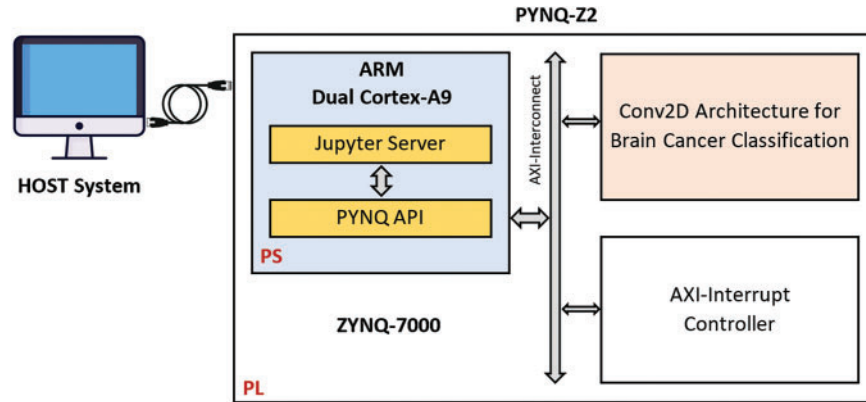 PYNQ-Z2
HOST System
ARM
Dual Cortex-A9
Jupyter Server
PYNQ API
PS
ZYNQ-7000
PL
AXI-Interconnect
Conv2D Architecture for
Brain Cancer Classification
AXI-Interrupt
Controller